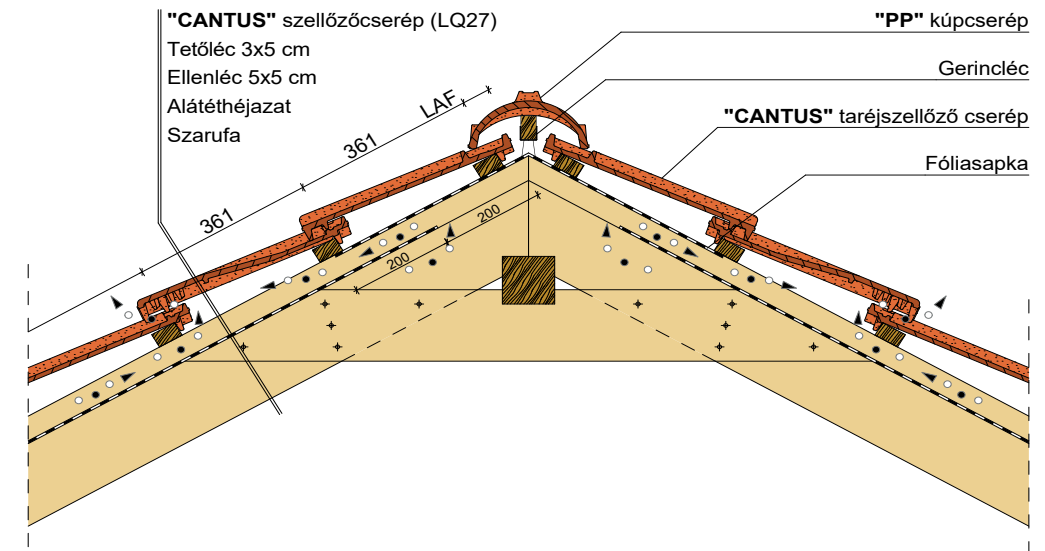 "CANTUS" szellőzőcserép (LQ27)
Tetőléc 3x5 cm
Ellenléc 5x5 cm
Alátéthéjazat
Szarufa
"PP" kúpcserép
Gerincléc
"CANTUS" taréjszellőző cserép
Fóliasapka
LAF
361
361
200
200